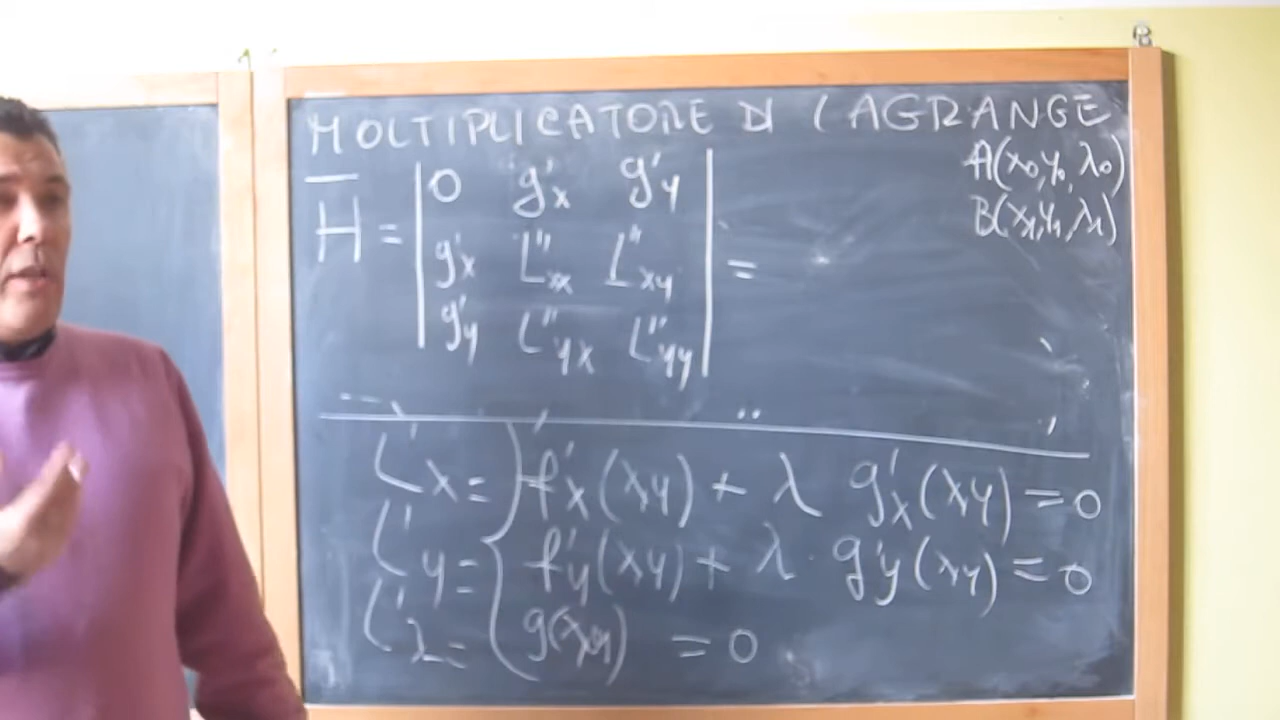 MOLTIPLICATORE DI LAGRANGE
A(x₀,y₀,λ₀)
B(x₁,y₁,λ₁)
H̅ = | 0 g'x g'y |
| g'x L''xx L''xy | =
| g'y L''yx L''yy |
L'x = { f'x(xy) + λ g'x(xy) = 0
L'y = { f'y(xy) + λ · g'y(xy) = 0
L'λ = { g(xy) = 0